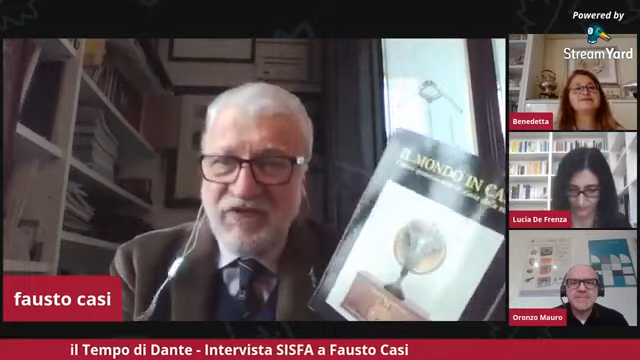 Powered by
StreamYard
IL MONDO IN CA
Benedetta
Lucia De Frenza
fausto casi
Oronzo Mauro
il Tempo di Dante - Intervista SISFA a Fausto Casi